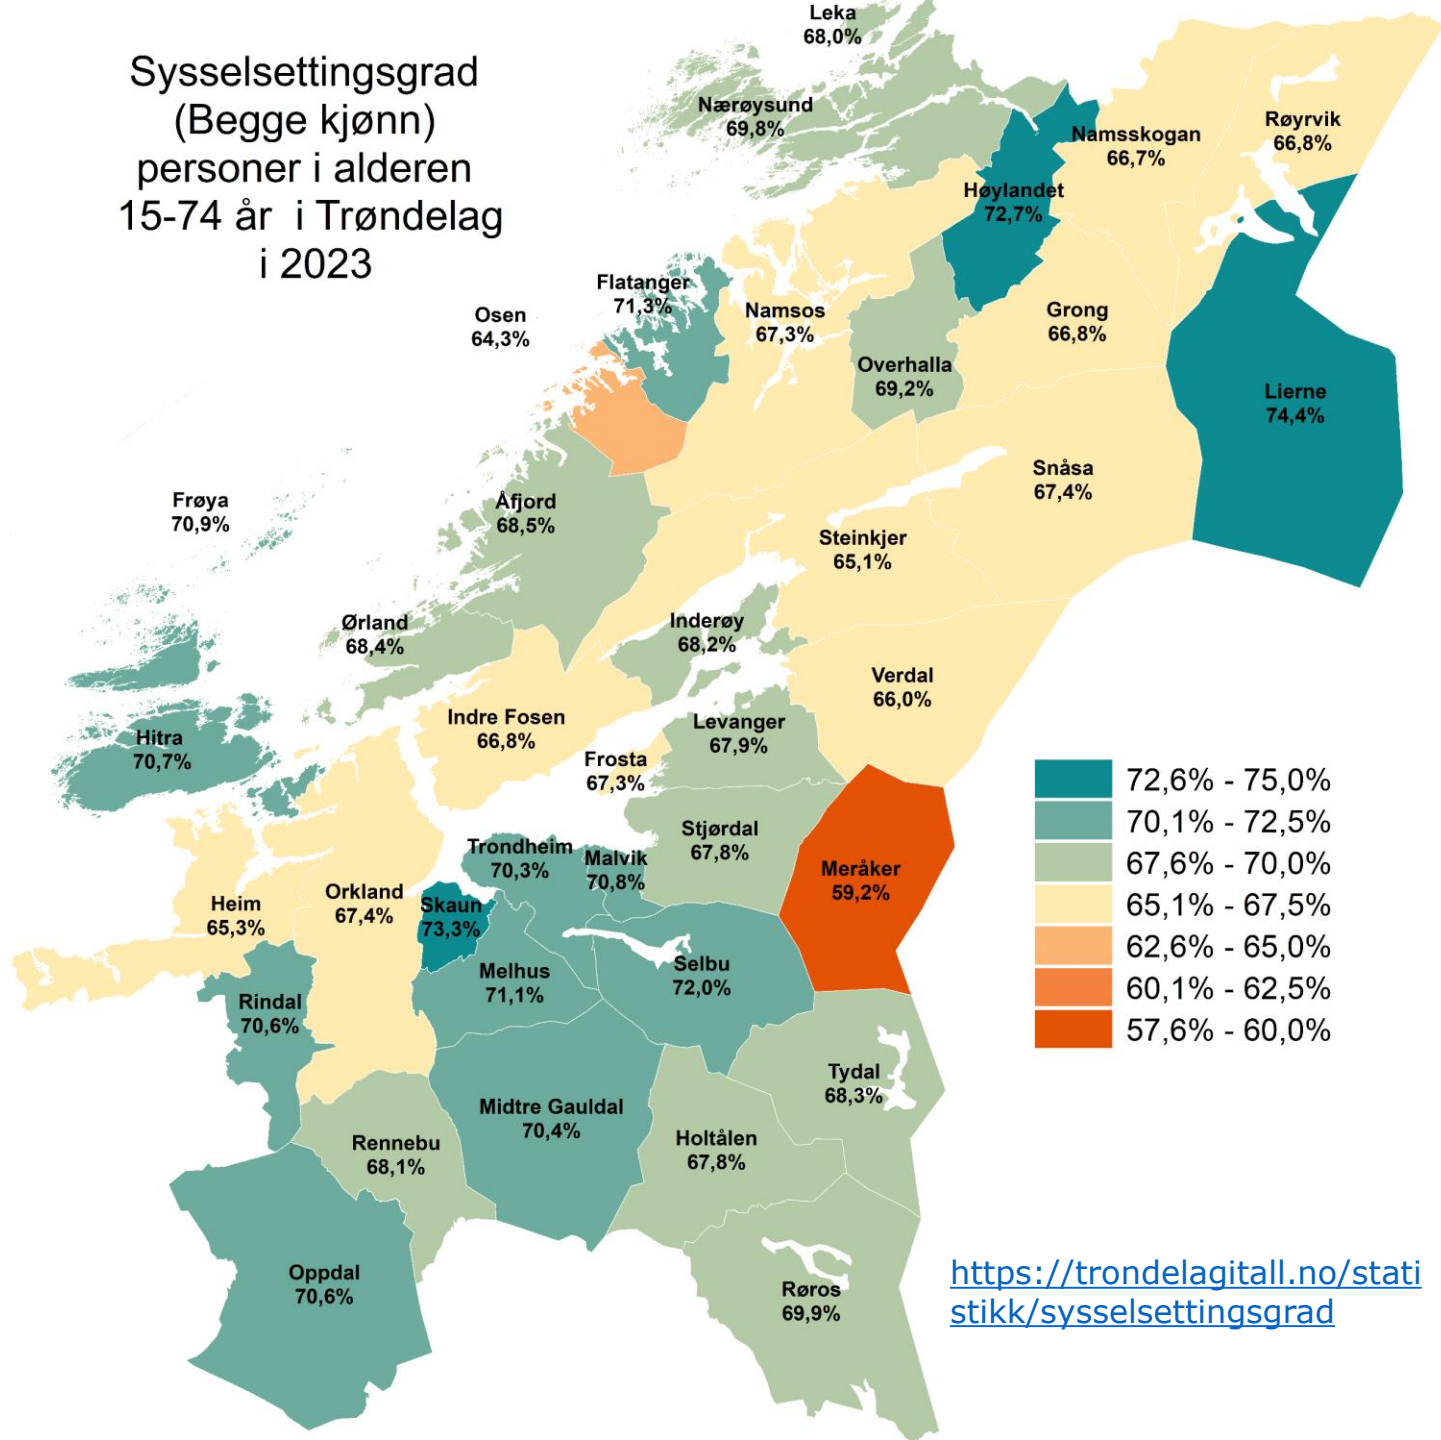 Sysselsettingsgrad
(Begge kjønn)
personer i alderen
15-74 år i Trøndelag
i 2023
Leka
68,0%
Nærøysund
69,8%
Namsskogan
66,7%
Røyrvik
66,8%
Høylandet
72,7%
Flatanger
71,3%
Osen
64,3%
Namsos
67,3%
Grong
66,8%
Overhalla
69,2%
Lierne
74,4%
Snåsa
67,4%
Frøya
70,9%
Åfjord
68,5%
Steinkjer
65,1%
Ørland
68,4%
Inderøy
68,2%
Verdal
66,0%
Indre Fosen
66,8%
Levanger
67,9%
Hitra
70,7%
Frosta
67,3%
Stjørdal
67,8%
Trondheim
70,3%
Malvik
70,8%
Meråker
59,2%
Heim
65,3%
Orkland
67,4%
Skaun
73,3%
Melhus
71,1%
Selbu
72,0%
Rindal
70,6%
Tydal
68,3%
Midtre Gauldal
70,4%
Rennebu
68,1%
Holtålen
67,8%
Oppdal
70,6%
Røros
69,9%
72,6% - 75,0%
70,1% - 72,5%
67,6% - 70,0%
65,1% - 67,5%
62,6% - 65,0%
60,1% - 62,5%
57,6% - 60,0%
https://trondelagitall.no/stati
stikk/sysselsettingsgrad